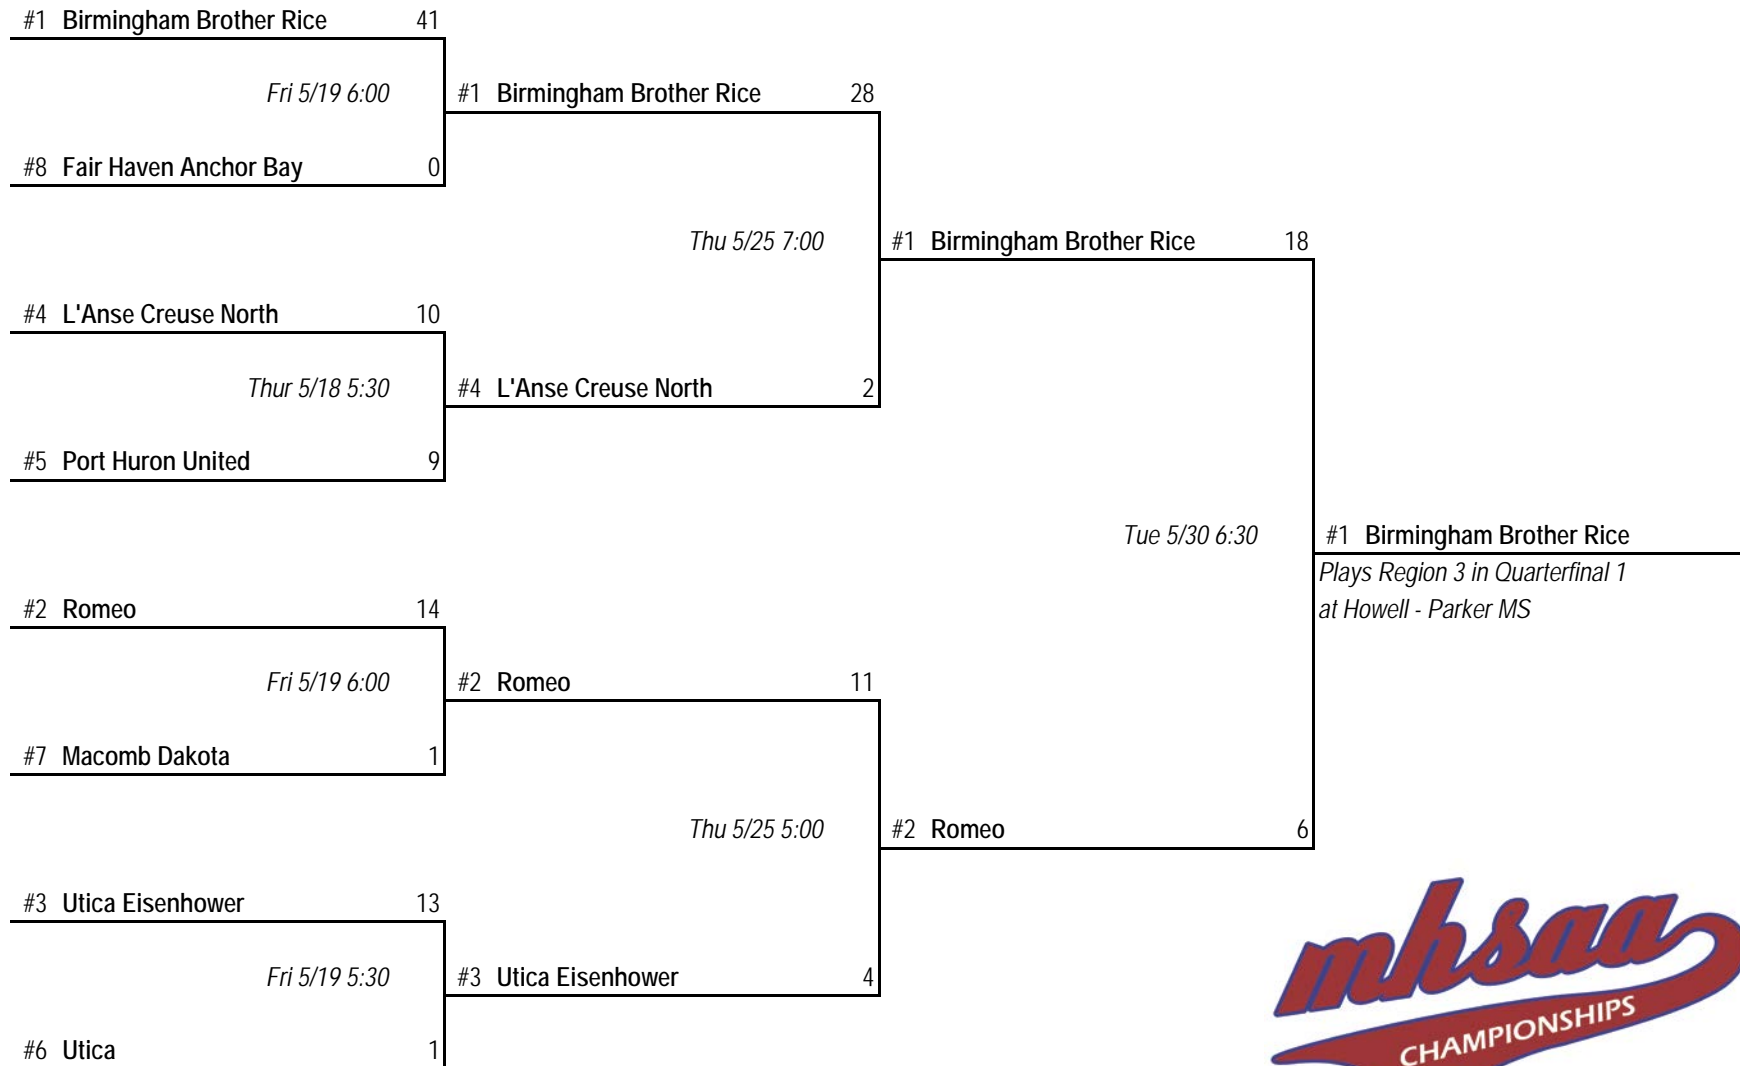 #1 Birmingham Brother Rice 41
Fri 5/19 6:00
#1 Birmingham Brother Rice 28
#8 Fair Haven Anchor Bay 0
Thu 5/25 7:00
#1 Birmingham Brother Rice 18
#4 L'Anse Creuse North 10
Thur 5/18 5:30
#4 L'Anse Creuse North 2
#5 Port Huron United 9
Tue 5/30 6:30
#1 Birmingham Brother Rice
Plays Region 3 in Quarterfinal 1
at Howell - Parker MS
#2 Romeo 14
Fri 5/19 6:00
#2 Romeo 11
#7 Macomb Dakota 1
Thu 5/25 5:00
#2 Romeo 6
#3 Utica Eisenhower 13
Fri 5/19 5:30
#3 Utica Eisenhower 4
#6 Utica 1
mhsaa
CHAMPIONSHIPS